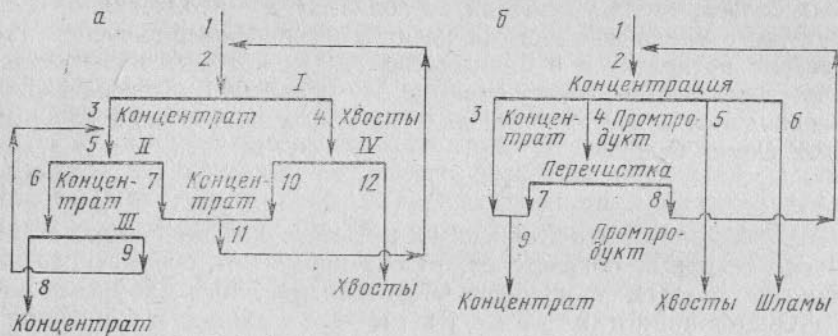 а
1
2
I
3
Концентрат
4
Хвосты
5
II
IV
6
Концен-
трат
7
Концен-
трат
10
12
III
11
9
8
Концентрат
Хвосты
б
1
2
Концентрация
3
Концен-
трат
4
Промпро-
дукт
5
6
Перечистка
7
8
9
Промпро-
дукт
Концентрат
Хвосты
Шламы